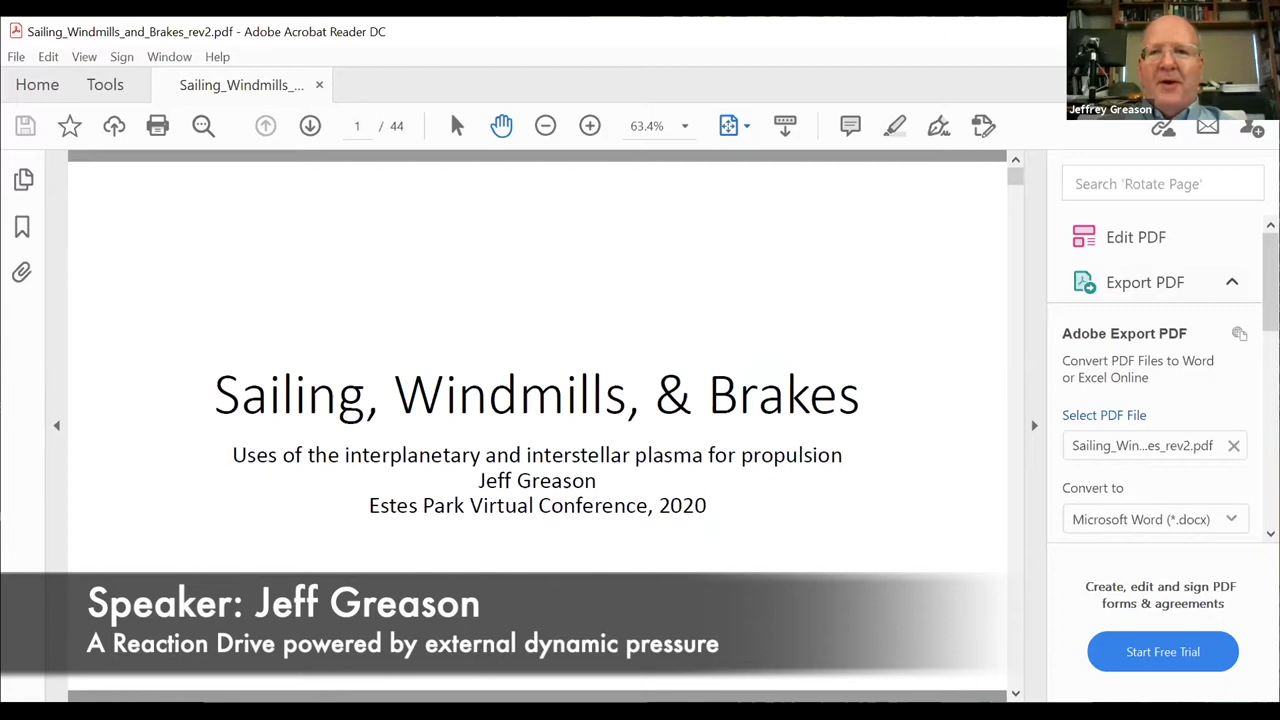 Sailing_Windmills_and_Brakes_rev2.pdf - Adobe Acrobat Reader DC
File Edit View Sign Window Help
Home Tools Sailing_Windmills_... ×
1 / 44 63.4%
Jeffrey Greason
Search 'Rotate Page'
Edit PDF
Export PDF
Adobe Export PDF
Convert PDF Files to Word
or Excel Online
Select PDF File
Sailing_Win...es_rev2.pdf
Convert to
Microsoft Word (*.docx)
Create, edit and sign PDF
forms & agreements
Start Free Trial
Sailing, Windmills, & Brakes
Uses of the interplanetary and interstellar plasma for propulsion
Jeff Greason
Estes Park Virtual Conference, 2020
Speaker: Jeff Greason
A Reaction Drive powered by external dynamic pressure